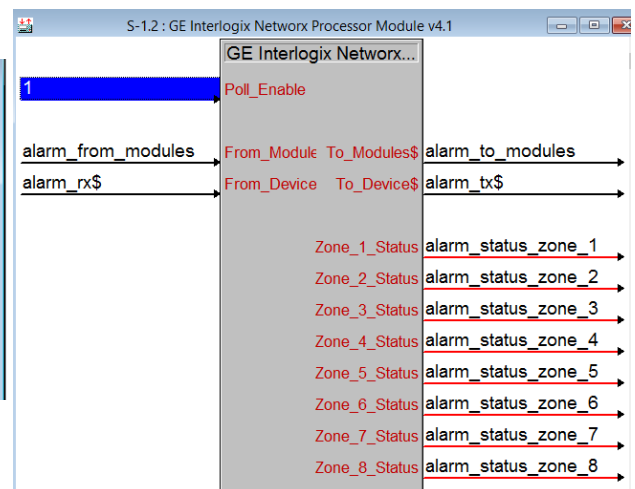 S-1.2 : GE Interlogix Networx Processor Module v4.1
GE Interlogix Networx...
1 Poll_Enable
alarm_from_modules From_Module To_Modules$ alarm_to_modules
alarm_rx$ From_Device To_Device$ alarm_tx$
Zone_1_Status alarm_status_zone_1
Zone_2_Status alarm_status_zone_2
Zone_3_Status alarm_status_zone_3
Zone_4_Status alarm_status_zone_4
Zone_5_Status alarm_status_zone_5
Zone_6_Status alarm_status_zone_6
Zone_7_Status alarm_status_zone_7
Zone_8_Status alarm_status_zone_8